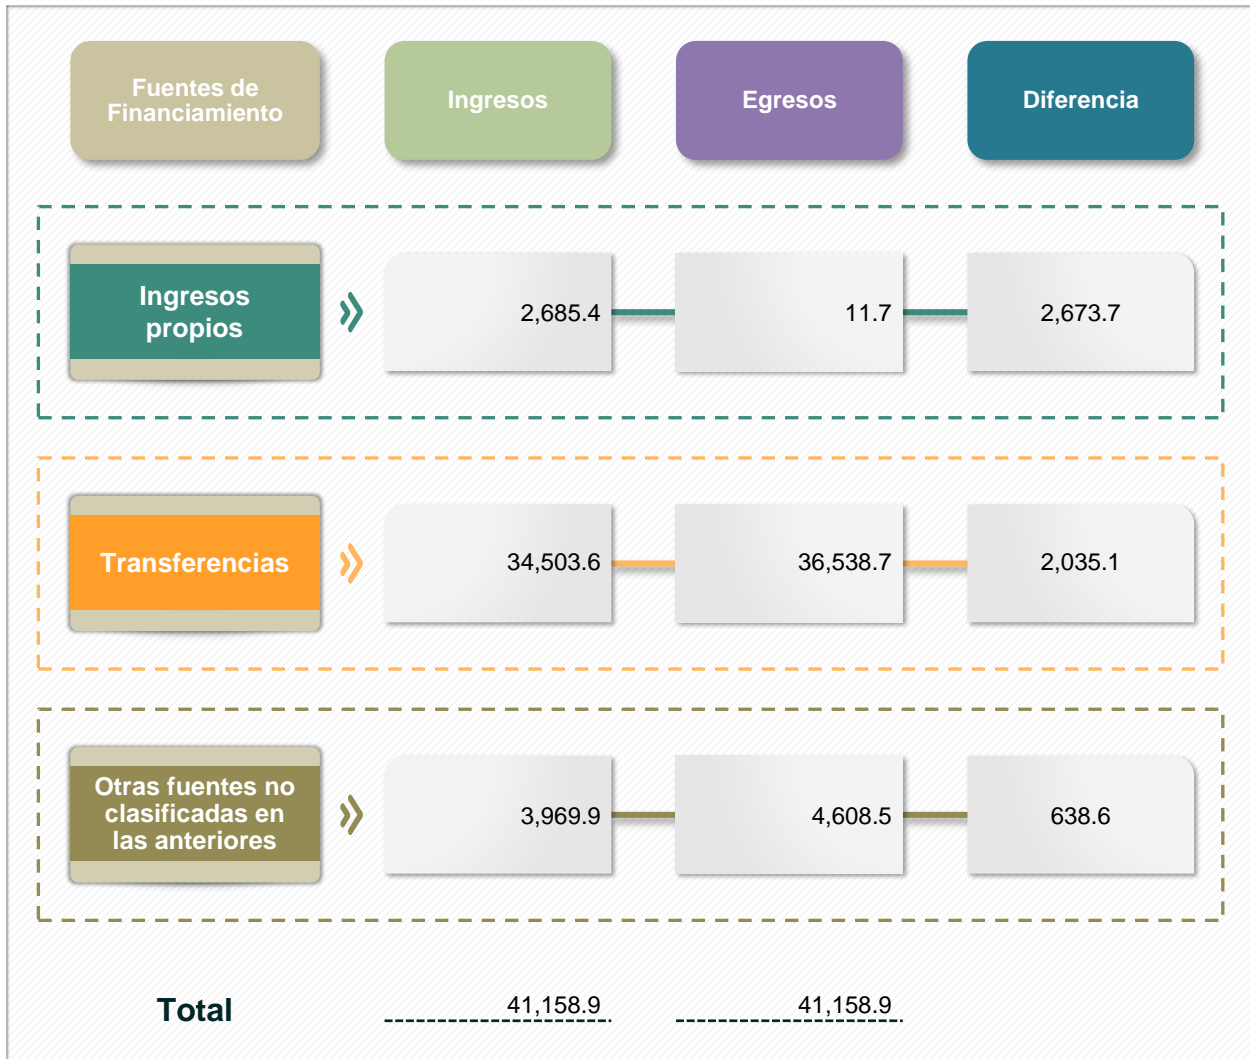 Fuentes de
Financiamiento
Ingresos
Egresos
Diferencia
Ingresos
propios
2,685.4
11.7
2,673.7
Transferencias
34,503.6
36,538.7
2,035.1
Otras fuentes no
clasificadas en
las anteriores
3,969.9
4,608.5
638.6
Total
41,158.9
41,158.9